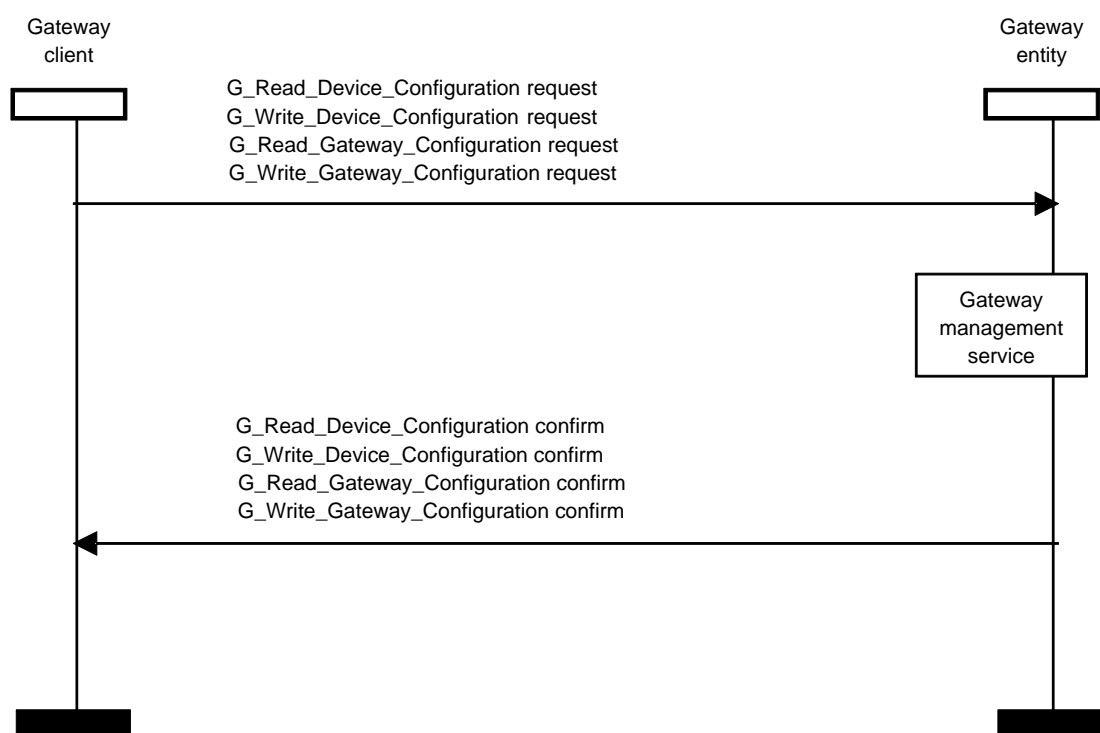 Gateway
client
Gateway
entity
G_Read_Device_Configuration request
G_Write_Device_Configuration request
G_Read_Gateway_Configuration request
G_Write_Gateway_Configuration request
Gateway
management
service
G_Read_Device_Configuration confirm
G_Write_Device_Configuration confirm
G_Read_Gateway_Configuration confirm
G_Write_Gateway_Configuration confirm